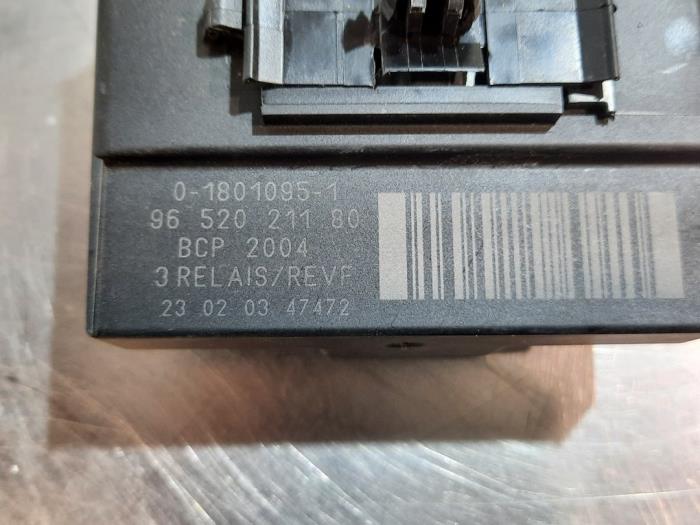 0-1801095-1
96 520 211 80
BCP 2004
3 RELAIS/REVF
23 02 03 47472